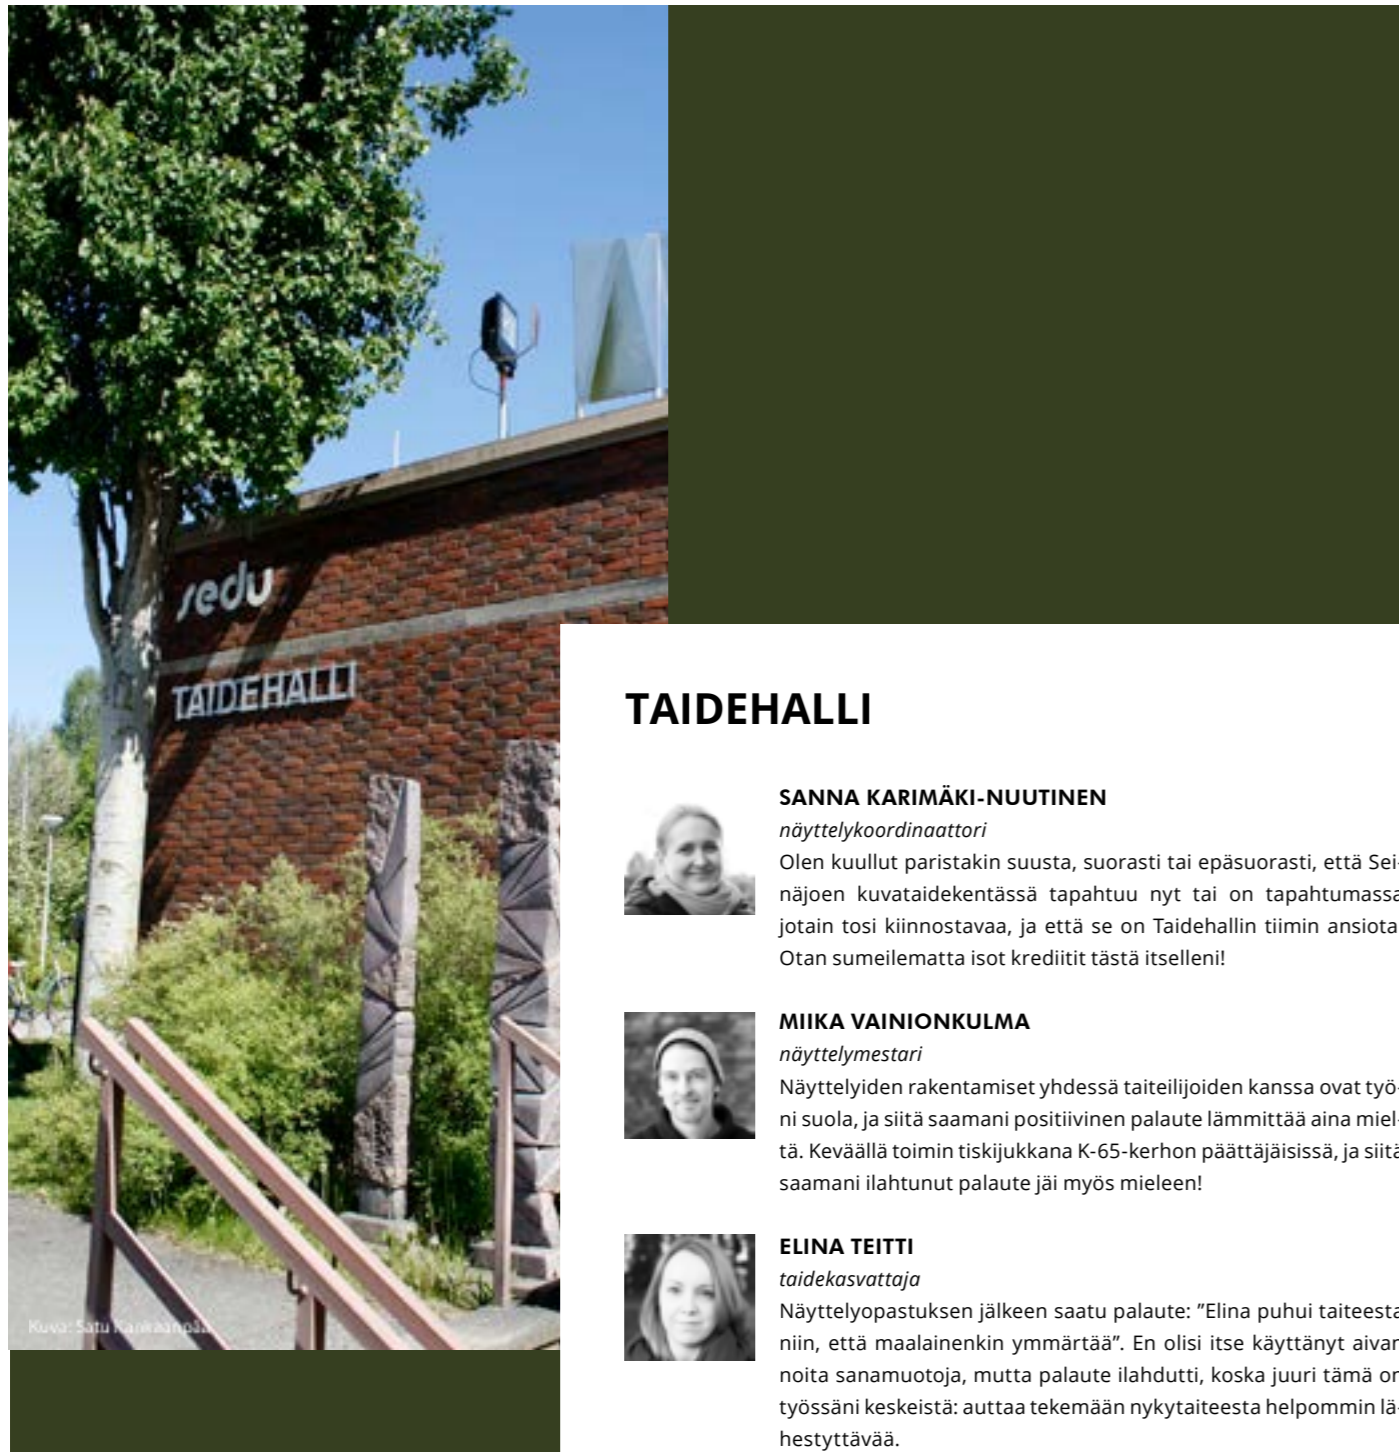 sedu
TAIDEHALLI
Kuva: Satu Kankaanpää
TAIDEHALLI
SANNA KARIMÄKI-NUUTINEN
näyttelykoordinaattori
Olen kuullut paristakin suusta, suorasti tai epäsuorasti, että Sei-
näjoen kuvataidekentässä tapahtuu nyt tai on tapahtumassa
jotain tosi kiinnostavaa, ja että se on Taidehallin tiimin ansiota.
Otan sumeilematta isot krediitit tästä itselleni!
MIIKA VAINIONKULMA
näyttelymestari
Näyttelyiden rakentamiset yhdessä taiteilijoiden kanssa ovat työ-
ni suola, ja siitä saamani positiivinen palaute lämmittää aina miel-
tä. Keväällä toimin tiskijukkana K-65-kerhon päättäjäisissä, ja siitä
saamani ilahtunut palaute jäi myös mieleen!
ELINA TEITTI
taidekasvattaja
Näyttelyopastuksen jälkeen saatu palaute: ”Elina puhui taiteesta
niin, että maalainenkin ymmärtää”. En olisi itse käyttänyt aivan
noita sanamuotoja, mutta palaute ilahdutti, koska juuri tämä on
työssäni keskeistä: auttaa tekemään nykytaiteesta helpommin lä-
hestyttävää.